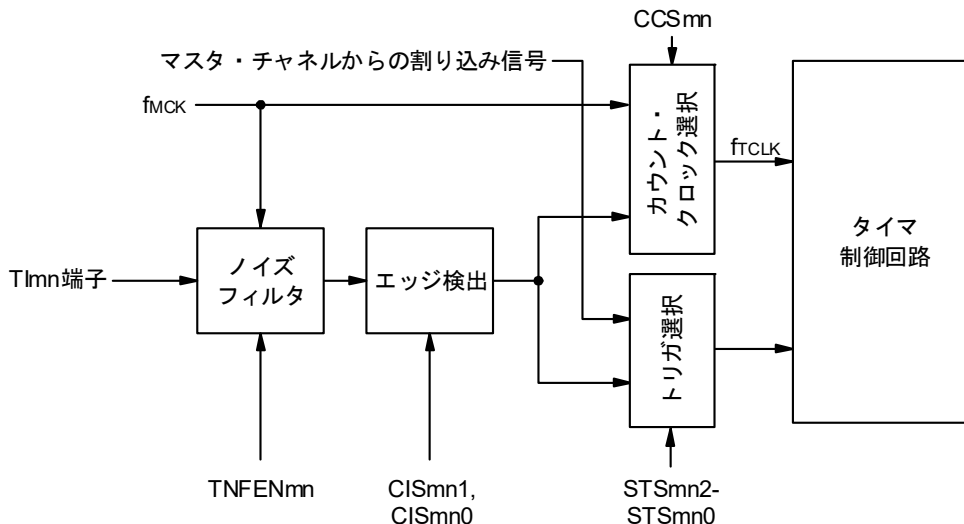 CCSmn
マスタ・チャネルからの割り込み信号
fMCK
カウント・
クロック選択
fTCLK
タイマ
制御回路
TImn端子
ノイズ
フィルタ
エッジ検出
トリガ選択
TNFENmn
CISmn1,
CISmn0
STSmn2-
STSmn0